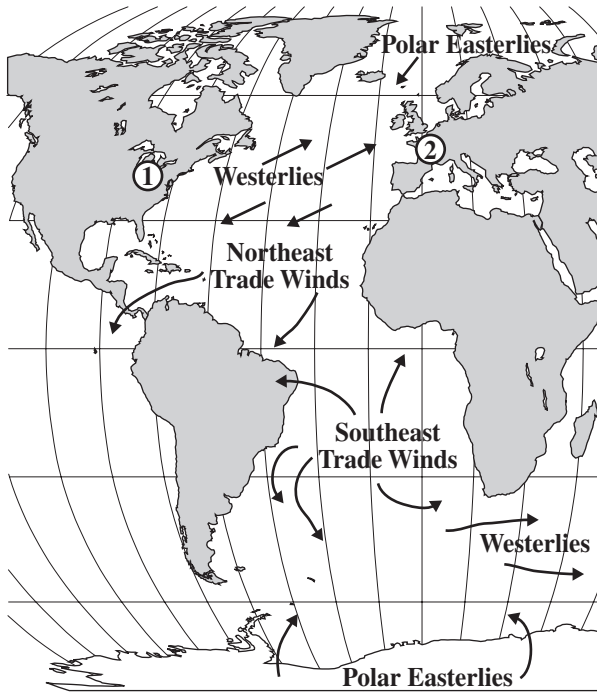 Polar Easterlies
2
1
Westerlies
Northeast
Trade Winds
Southeast
Trade Winds
Westerlies
Polar Easterlies